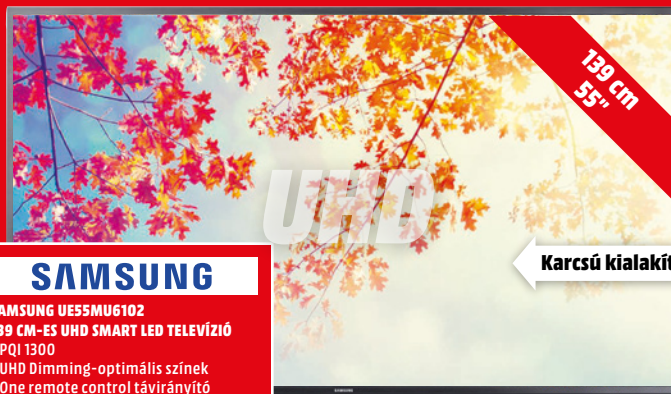 139 cm
55"
UHD
Karcsú kialakít
SAMSUNG
AMSUNG UE55MU6102
39 CM-ES UHD SMART LED TELEVÍZIÓ
PQI 1300
UHD Dimming-optimális színek
One remote control távirányító
SAMSUNG